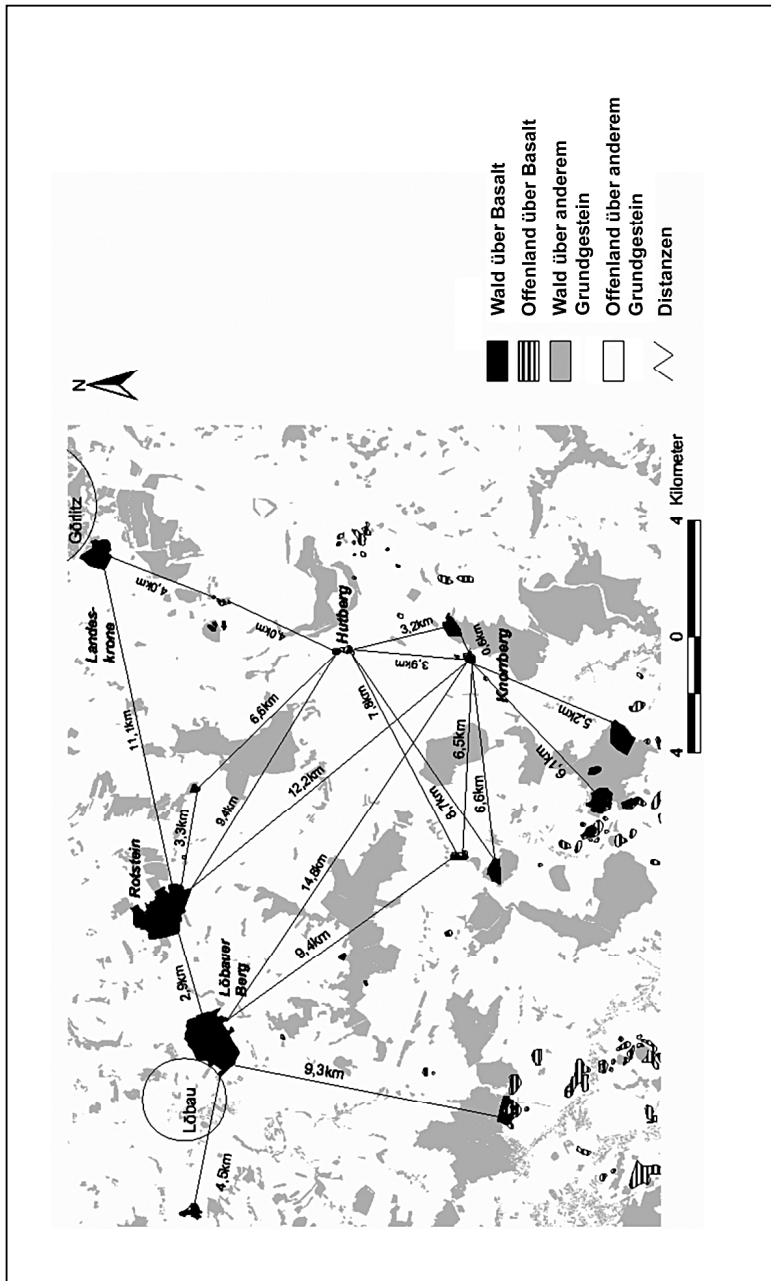 N
Görlitz
Landes-
krone
Rotstein
Löbauer
Berg
Löbau
Hutberg
Knorrberg
11,1km
4,0km
4,0km
6,6km
3,3km
9,4km
12,2km
2,9km
14,8km
9,4km
9,3km
4,5km
3,2km
3,9km
0,6km
7,8km
8,7km
6,5km
6,6km
6,1km
5,2km
4 0 4 Kilometer
Wald über Basalt
Offenland über Basalt
Wald über anderem
Grundgestein
Offenland über anderem
Grundgestein
Distanzen